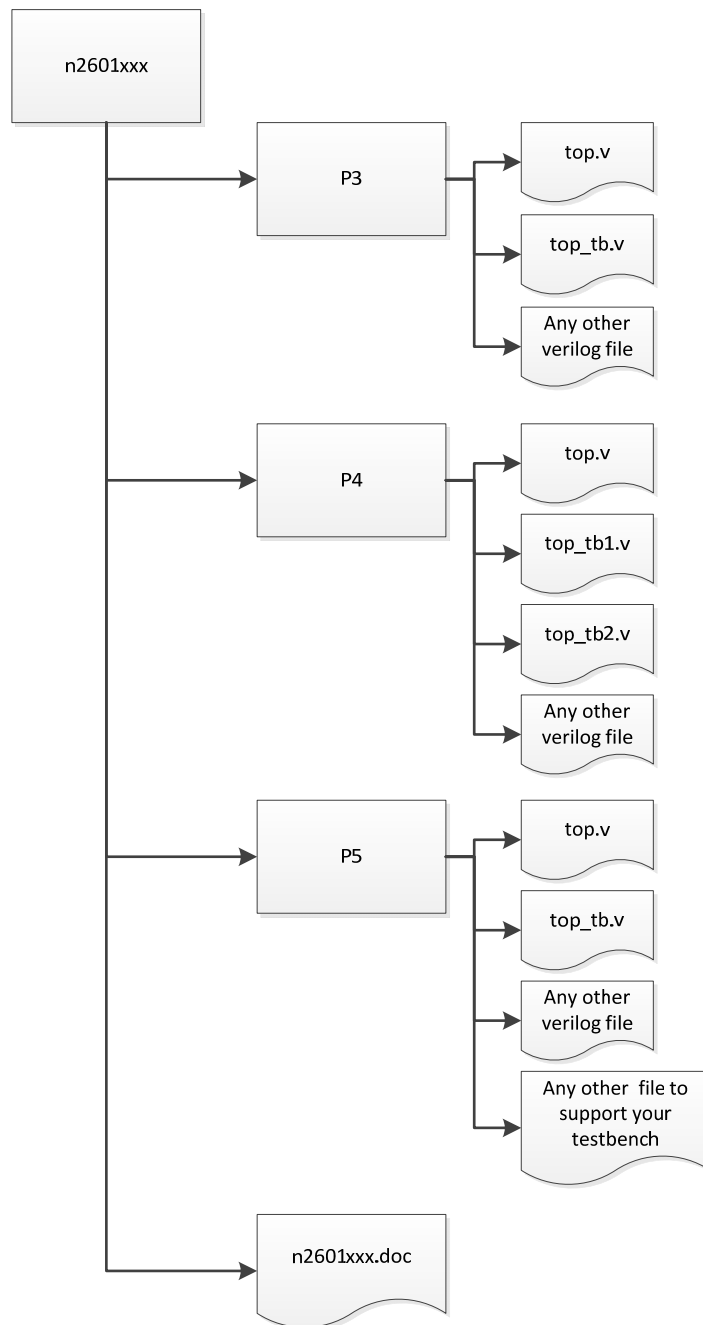 n2601xxx
P3
top.v
top_tb.v
Any other
verilog file
P4
top.v
top_tb1.v
top_tb2.v
Any other
verilog file
P5
top.v
top_tb.v
Any other
verilog file
Any other  file to
support your
testbench
n2601xxx.doc